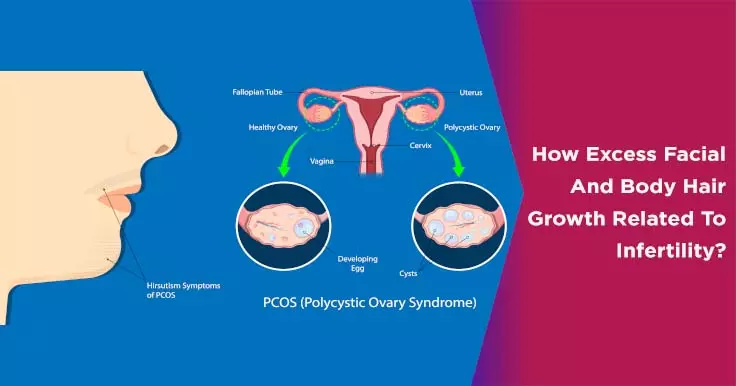 Fallopian Tube
Uterus
Healthy Ovary
Polycystic Ovary
Cervix
Vagina
Developing
Egg
Cysts
Hirsutism Symptoms
of PCOS
PCOS (Polycystic Ovary Syndrome)
How Excess Facial
And Body Hair
Growth Related To
Infertility?